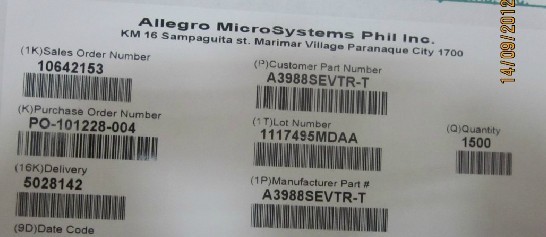 Allegro MicroSystems Phil Inc.
KM 16 Sampaguita st. Marimar Village Paranaque City 1700
(1K)Sales Order Number
10642153
(P)Customer Part Number
A3988SEVTR-T
(K)Purchase Order Number
PO-101228-004
(1T)Lot Number
1117495MDAA
(Q)Quantity
1500
(16K)Delivery
5028142
(1P)Manufacturer Part #
A3988SEVTR-T
(9D)Date Code
14/09/2012